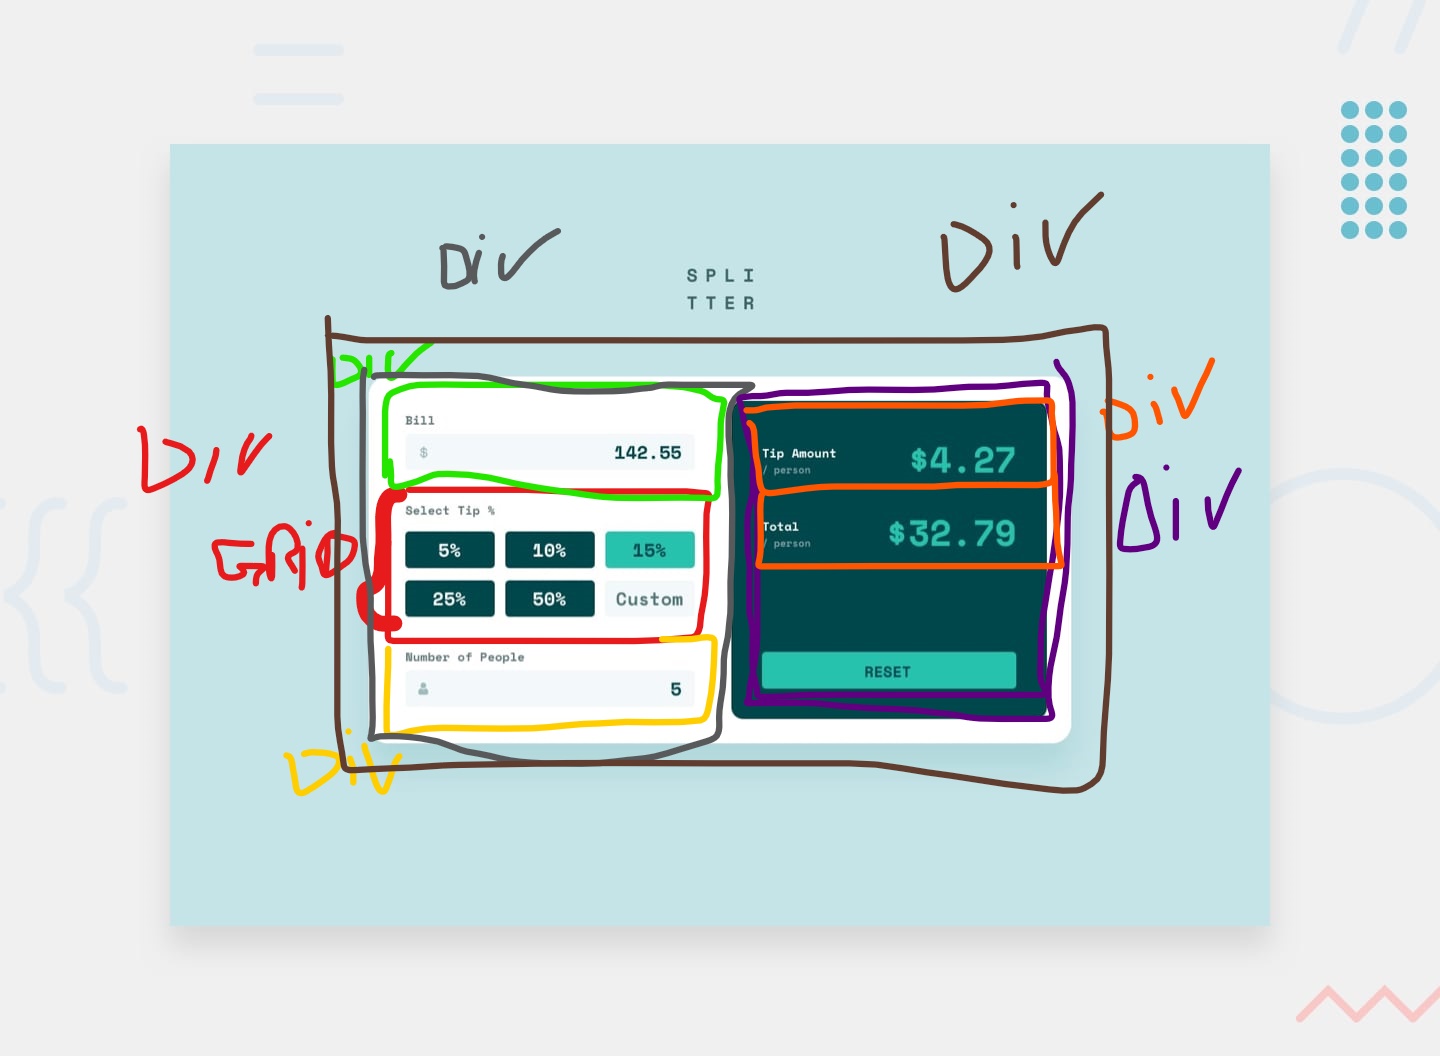 Div
Div
SPLI
TTER
Div
Div
Bill
$ 142.55
Div
Tip Amount
/ person
$4.27
Div
Select Tip %
GRID
5% 10% 15%
25% 50% Custom
Total
/ person
$32.79
Number of People
5
RESET
Div